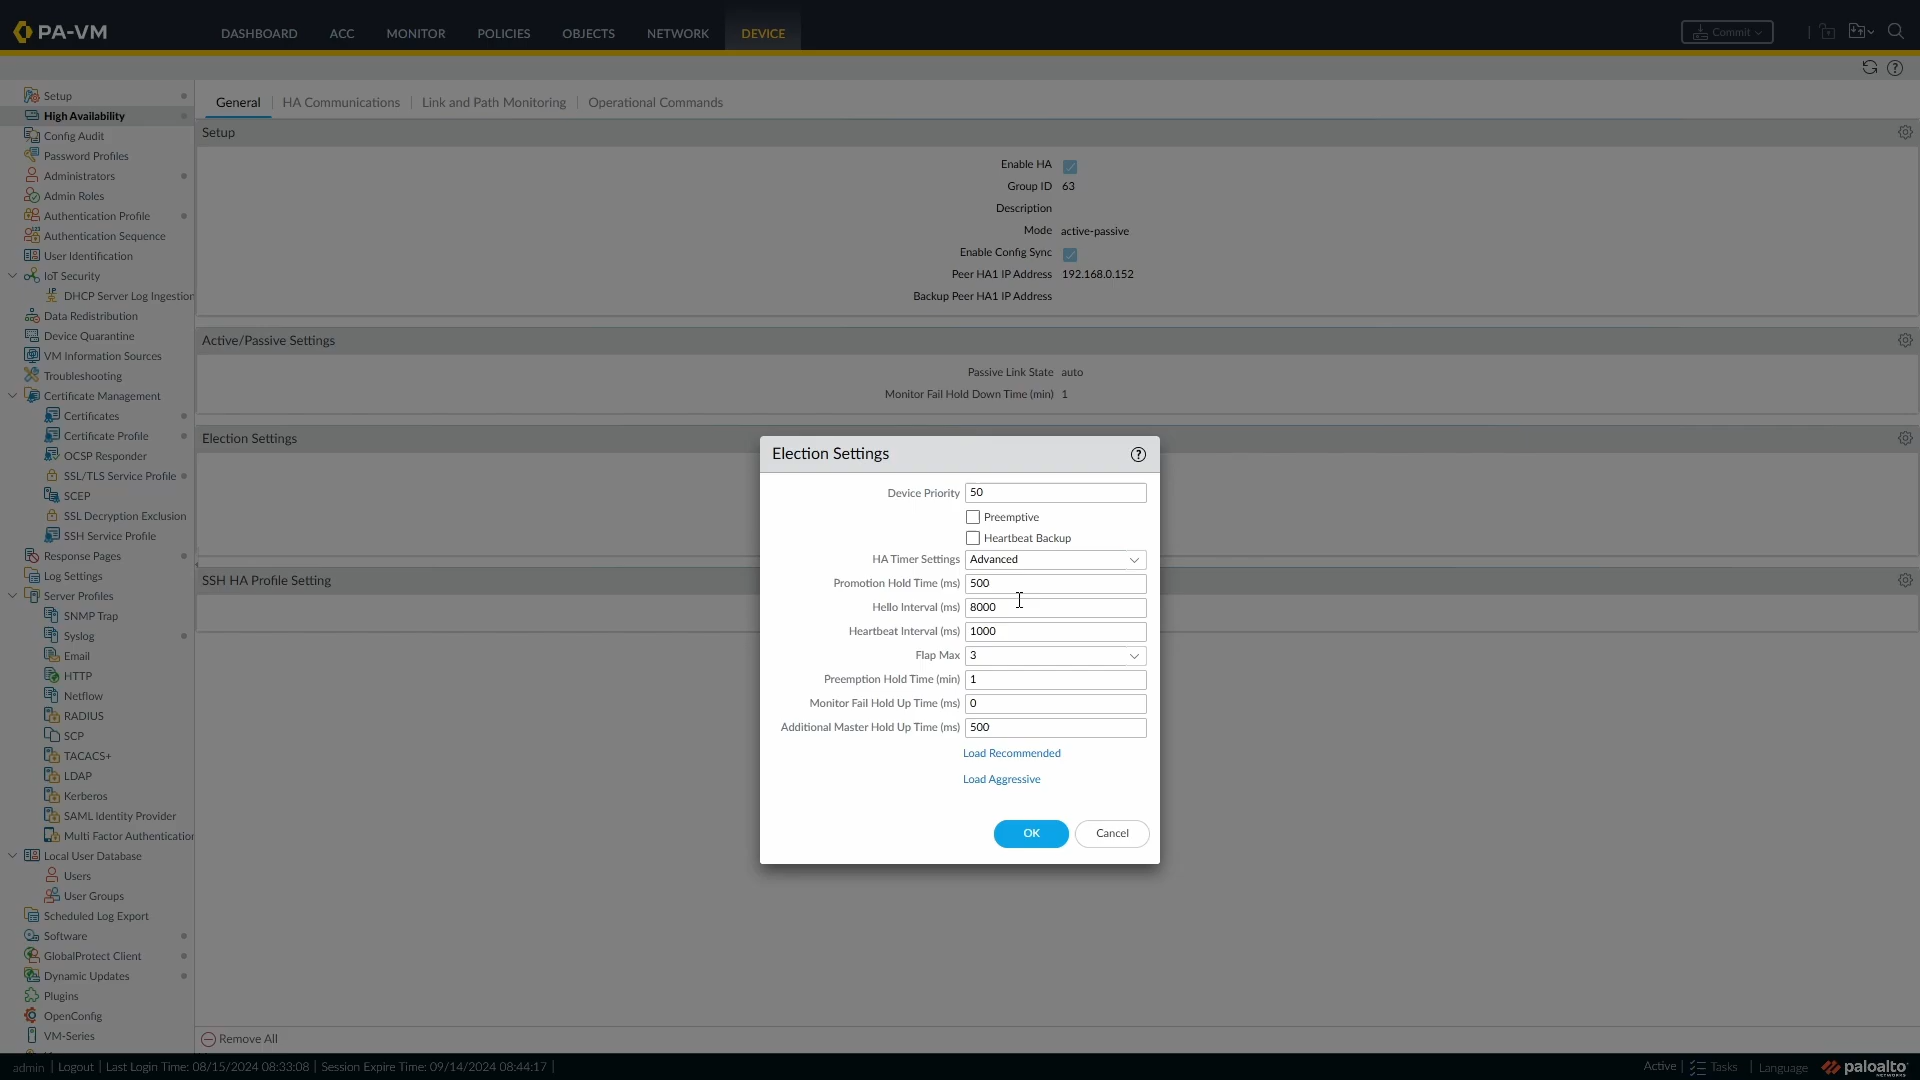 PA-VM
DASHBOARD ACC MONITOR POLICIES OBJECTS NETWORK DEVICE
Commit
Setup
High Availability
Config Audit
Password Profiles
Administrators
Admin Roles
Authentication Profile
Authentication Sequence
User Identification
IoT Security
DHCP Server Log Ingestion
Data Redistribution
Device Quarantine
VM Information Sources
Troubleshooting
Certificate Management
Certificates
Certificate Profile
OCSP Responder
SSL/TLS Service Profile
SCEP
SSL Decryption Exclusion
SSH Service Profile
Response Pages
Log Settings
Server Profiles
SNMP Trap
Syslog
Email
HTTP
Netflow
RADIUS
SCP
TACACS+
LDAP
Kerberos
SAML Identity Provider
Multi Factor Authentication
Local User Database
Users
User Groups
Scheduled Log Export
Software
GlobalProtect Client
Dynamic Updates
Plugins
OpenConfig
VM-Series
General | HA Communications | Link and Path Monitoring | Operational Commands
Setup
Enable HA
Group ID 63
Description
Mode active-passive
Enable Config Sync
Peer HA1 IP Address 192.168.0.152
Backup Peer HA1 IP Address
Active/Passive Settings
Passive Link State auto
Monitor Fail Hold Down Time (min) 1
Election Settings
SSH HA Profile Setting
Election Settings
Device Priority 50
Preemptive
Heartbeat Backup
HA Timer Settings Advanced
Promotion Hold Time (ms) 500
Hello Interval (ms) 8000
Heartbeat Interval (ms) 1000
Flap Max 3
Preemption Hold Time (min) 1
Monitor Fail Hold Up Time (ms) 0
Additional Master Hold Up Time (ms) 500
Load Recommended
Load Aggressive
OK Cancel
Remove All
admin | Logout | Last Login Time: 08/15/2024 08:33:08 | Session Expire Time: 09/14/2024 08:44:17 |
Active | Tasks | Language paloalto NETWORKS